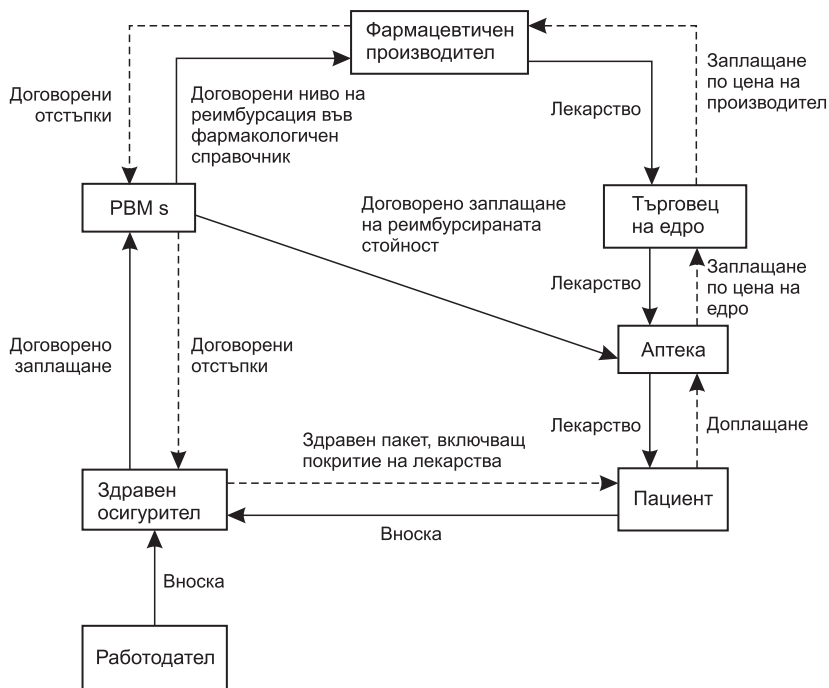 Фармацевтичен
производител
Договорени
отстъпки
Договорени ниво на
реимбурсация във
фармакологичен
справочник
Лекарство
Заплащане
по цена на
производител
PBM s
Договорено заплащане
на реимбурсираната
стойност
Търговец
на едро
Лекарство
Заплащане
по цена на
едро
Договорено
заплащане
Договорени
отстъпки
Аптека
Лекарство
Доплащане
Здравен пакет, включващ
покритие на лекарства
Здравен
осигурител
Пациент
Вноска
Вноска
Работодател